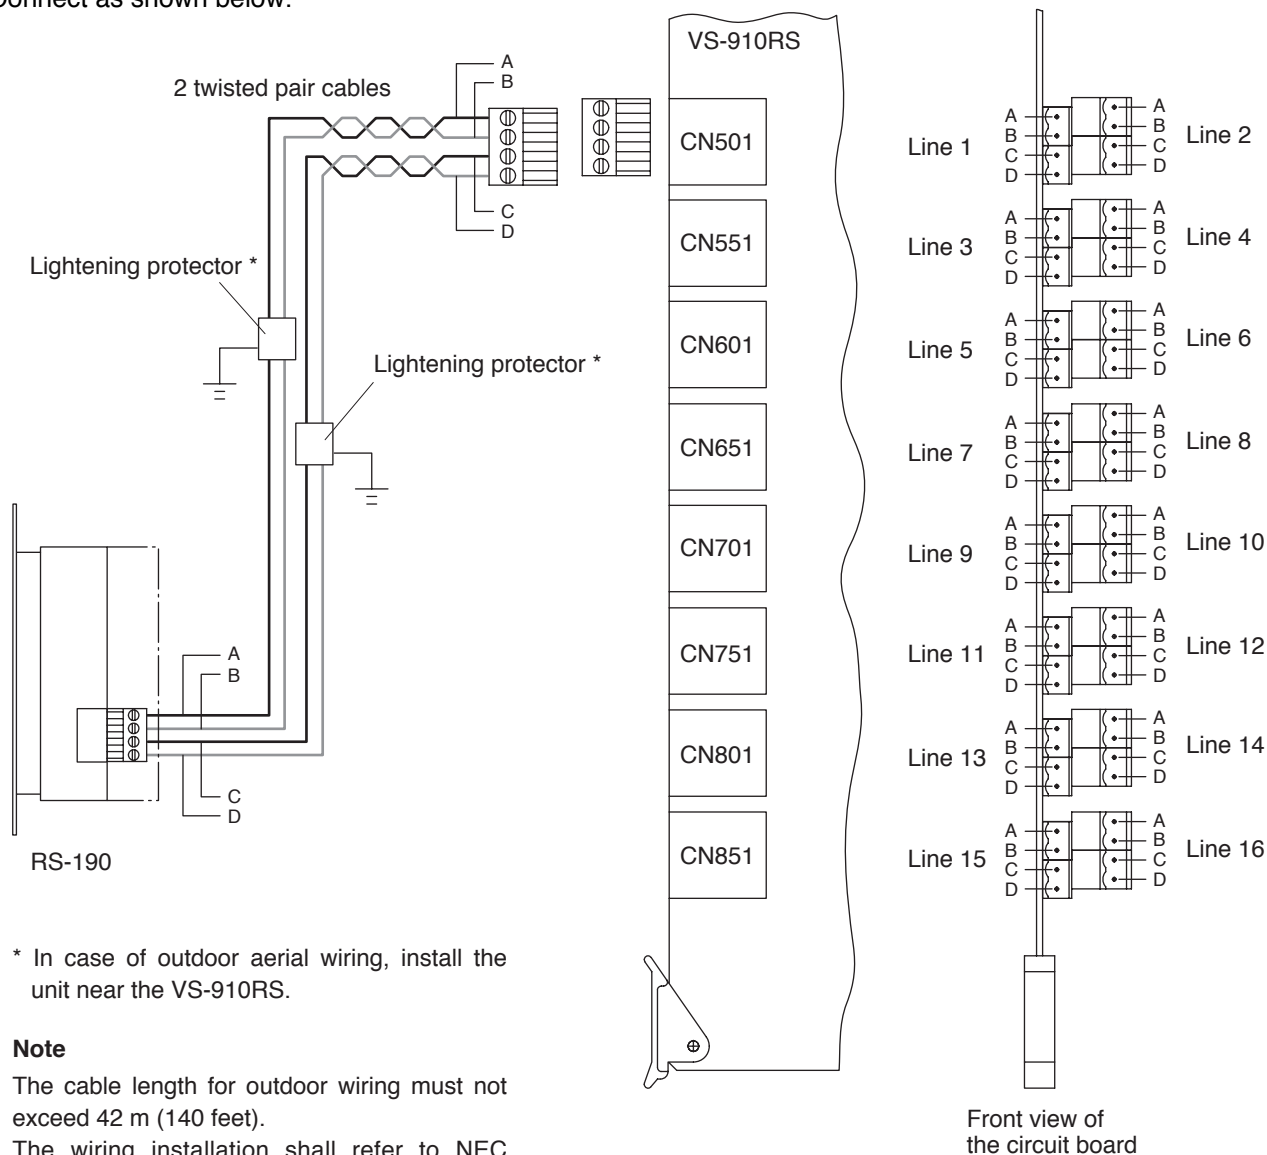 Connect as shown below.
VS-910RS
2 twisted pair cables
A
B
C
D
CN501
CN551
CN601
CN651
CN701
CN751
CN801
CN851
Lightening protector *
Lightening protector *
A
B
C
D
RS-190
Line 1
A
B
C
D
A
B
C
D
Line 2
Line 3
A
B
C
D
A
B
C
D
Line 4
Line 5
A
B
C
D
A
B
C
D
Line 6
Line 7
A
B
C
D
A
B
C
D
Line 8
Line 9
A
B
C
D
A
B
C
D
Line 10
Line 11
A
B
C
D
A
B
C
D
Line 12
Line 13
A
B
C
D
A
B
C
D
Line 14
Line 15
A
B
C
D
A
B
C
D
Line 16
* In case of outdoor aerial wiring, install the
unit near the VS-910RS.
Note
The cable length for outdoor wiring must not
exceed 42 m (140 feet).
The wiring installation shall refer to NEC
Front view of
the circuit board